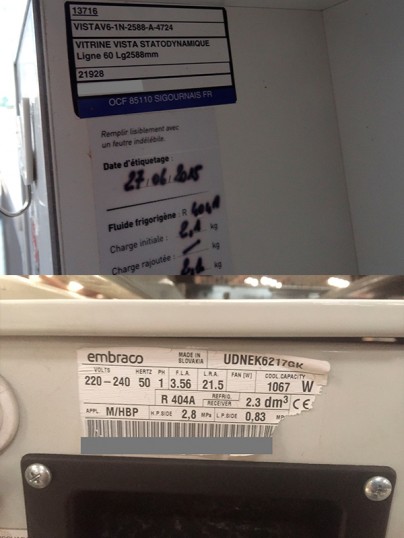 13716
VISTAV6-1N-2588-A-4724
VITRINE VISTA STATODYNAMIQUE
Ligne 60 Lg2588mm
21928
OCF 85110 SIGOURNAIS FR
Remplir lisiblement avec
un feutre indélébile.
Date d'étiquetage :
27/06/2015
Fluide frigorigène : R 404A
Charge initiale : 2,1 kg
Charge rajoutée : kg
kg
embraco MADE IN SLOVAKIA
VOLTS HERTZ PH F.L.A. L.R.A. FAN (W) COOL.CAPACITY
220-240 50 1 3.56 21.5 1067 W
R 404A REFRIG. RECEIVER 2.3 dm³ CE
APPL. M/HBP H.P.SIDE 2,8 MPa L.P.SIDE 0,83